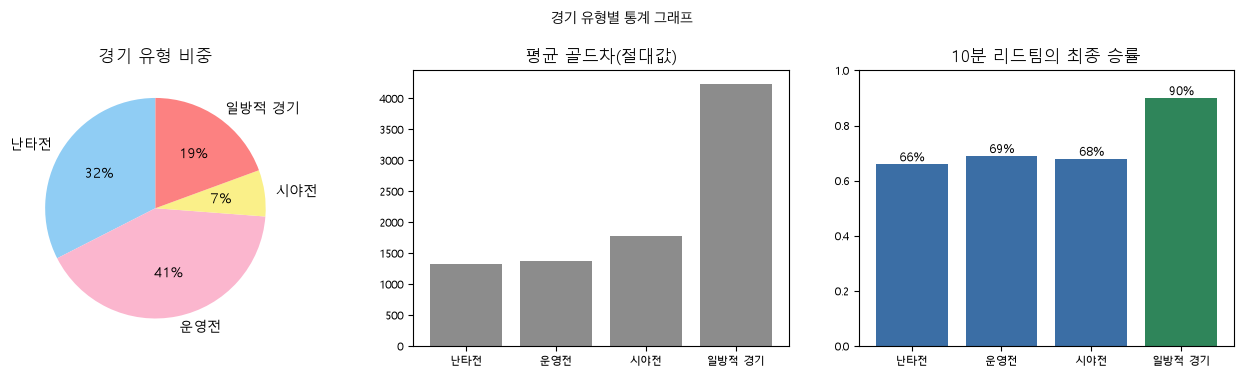 경기 유형별 통계 그래프
경기 유형 비중
난타전
32%
운영전
41%
시야전
7%
일방적 경기
19%
평균 골드차(절대값)
4000
3500
3000
2500
2000
1500
1000
500
0
난타전 운영전 시야전 일방적 경기
10분 리드팀의 최종 승률
1.0
0.8
0.6
0.4
0.2
0.0
66% 69% 68% 90%
난타전 운영전 시야전 일방적 경기